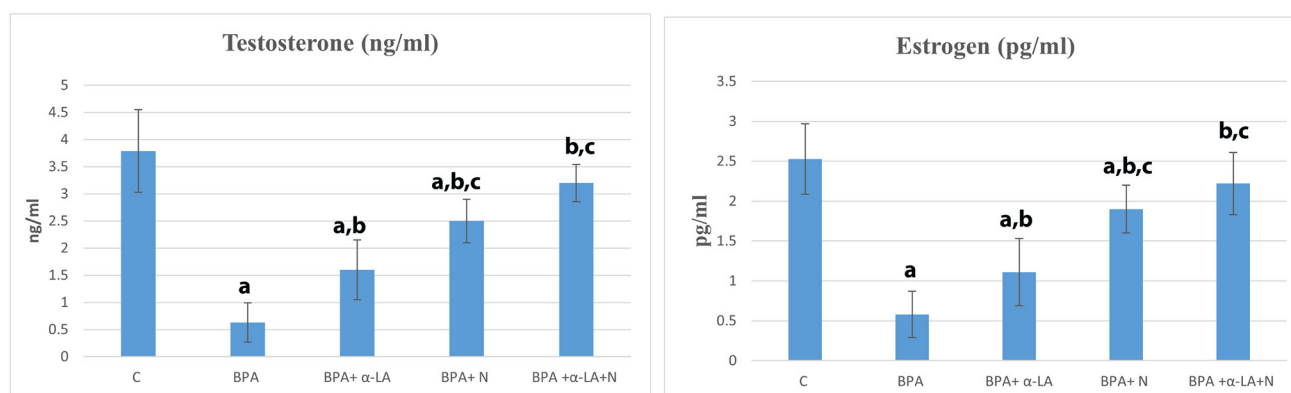 Testosterone (ng/ml)
ng/ml
5
4.5
4
3.5
3
2.5
2
1.5
1
0.5
0
a
a,b
a,b,c
b,c
C
BPA
BPA+ α-LA
BPA+ N
BPA +α-LA+N
Estrogen (pg/ml)
pg/ml
3.5
3
2.5
2
1.5
1
0.5
0
a
a,b
a,b,c
b,c
C
BPA
BPA+ α-LA
BPA+ N
BPA +α-LA+N